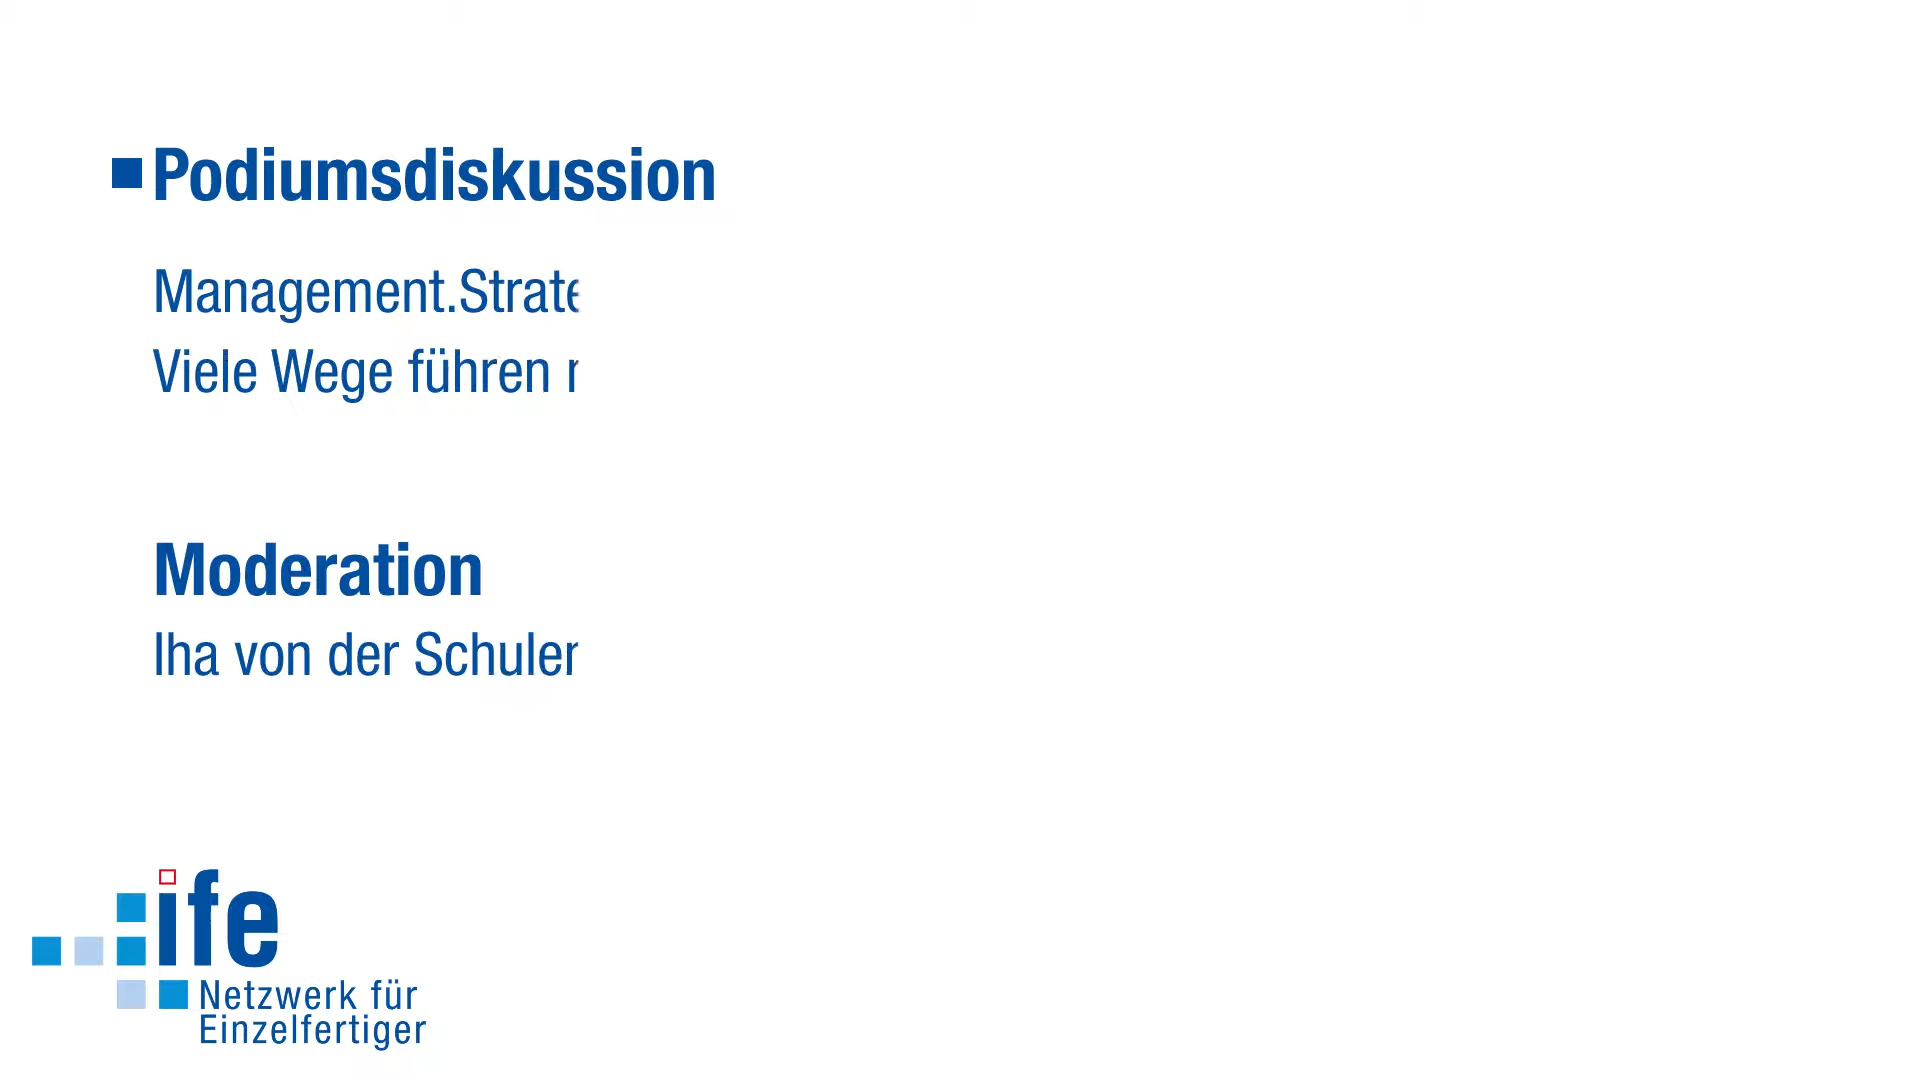 Podiumsdiskussion
Management.Strate
Viele Wege führen
Moderation
Iha von der Schuler
ife
Netzwerk für
Einzelfertiger